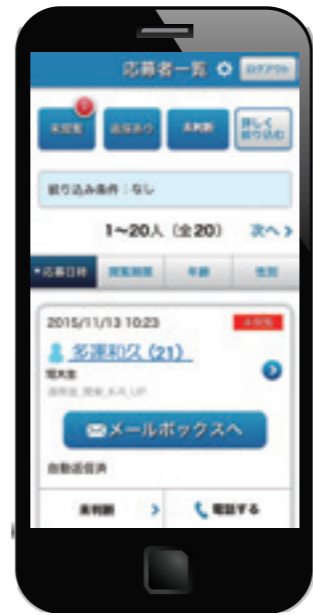 応募者一覧 ログアウト
未閲覧 返信あり 未判断 詳しく絞り込む
絞り込み条件：なし
1〜20人（全20） 次へ
応募日時 閲覧期限 年齢 性別
2015/11/13 10:23 未閲覧
(21)
メールボックスへ
自動返信済
未判断 電話する